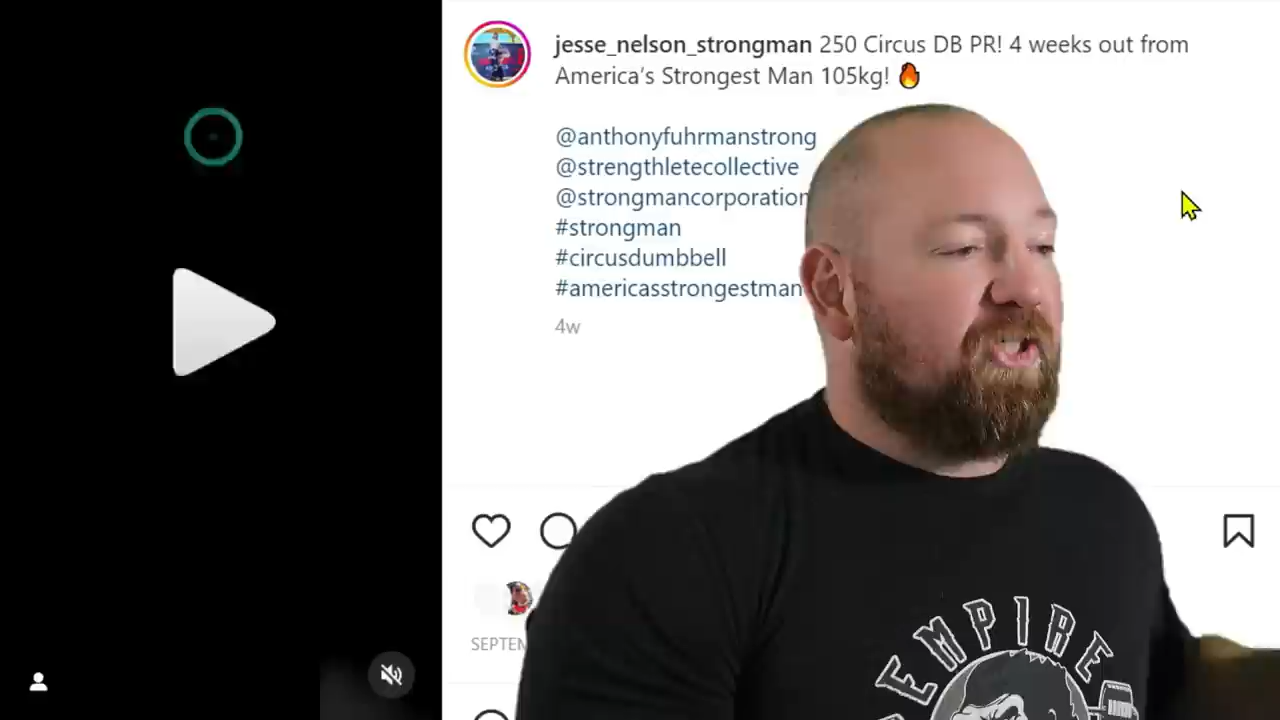 jesse_nelson_strongman 250 Circus DB PR! 4 weeks out from
America's Strongest Man 105kg! 🔥
@anthonyfuhrmanstrong
@strengthletecollective
@strongmancorporation
#strongman
#circusdumbbell
#americasstrongestman
4w
SEPTEM
EMPIRE